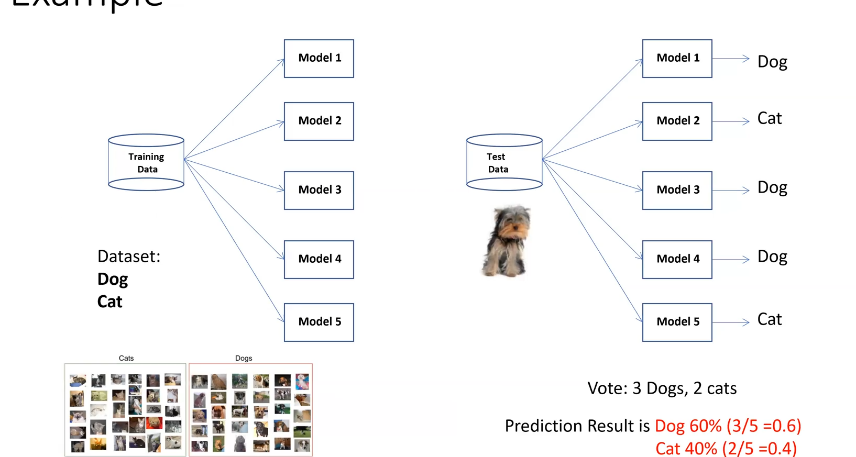 Example
Model 1
Model 2
Training
Data
Model 3
Dataset:
Dog
Cat
Model 4
Model 5
Cats
Dogs
Model 1
Dog
Model 2
Cat
Test
Data
Model 3
Dog
Model 4
Dog
Model 5
Cat
Vote: 3 Dogs, 2 cats
Prediction Result is Dog 60% (3/5 =0.6)
Cat 40% (2/5 =0.4)